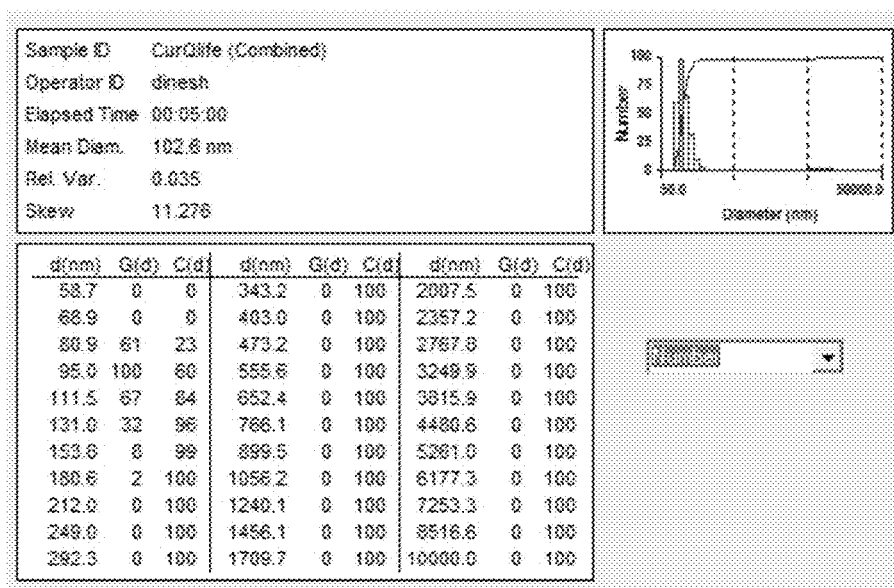 Sample ID CurQlife (Combined)
Operator ID dinesh
Elapsed Time 00:05:00
Mean Diam. 102.6 nm
Rel. Var. 0.035
Skew 11.276
100
75
50
25
0
Number
50.0
Diameter (nm)
d(nm) G(d) C(d) d(nm) G(d) C(d) d(nm) G(d) C(d)
58.7 0 0 343.2 0 100 2007.5 0 100
68.9 0 0 403.0 0 100 2357.2 0 100
80.9 61 23 473.2 0 100 2767.8 0 100
95.0 100 60 555.6 0 100 3249.9 0 100
111.5 67 84 652.4 0 100 3815.9 0 100
131.0 32 96 766.1 0 100 4480.6 0 100
153.8 8 99 899.5 0 100 5261.0 0 100
180.6 2 100 1056.2 0 100 6177.3 0 100
212.0 0 100 1240.1 0 100 7253.3 0 100
249.0 0 100 1456.1 0 100 8516.6 0 100
292.3 0 100 1709.7 0 100 10000.0 0 100